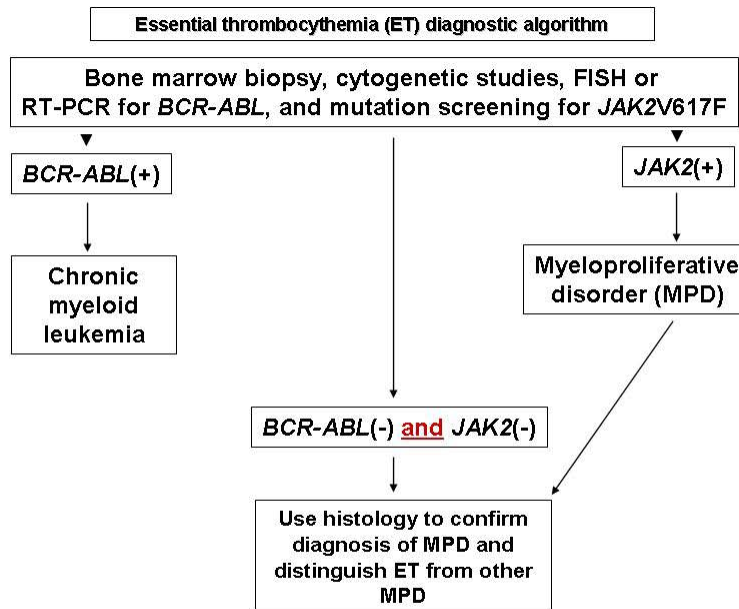 Essential thrombocythemia (ET) diagnostic algorithm
Bone marrow biopsy, cytogenetic studies, FISH or
RT-PCR for BCR-ABL, and mutation screening for JAK2V617F
BCR-ABL(+)
JAK2(+)
Chronic
myeloid
leukemia
Myeloproliferative
disorder (MPD)
BCR-ABL(-) and JAK2(-)
Use histology to confirm
diagnosis of MPD and
distinguish ET from other
MPD